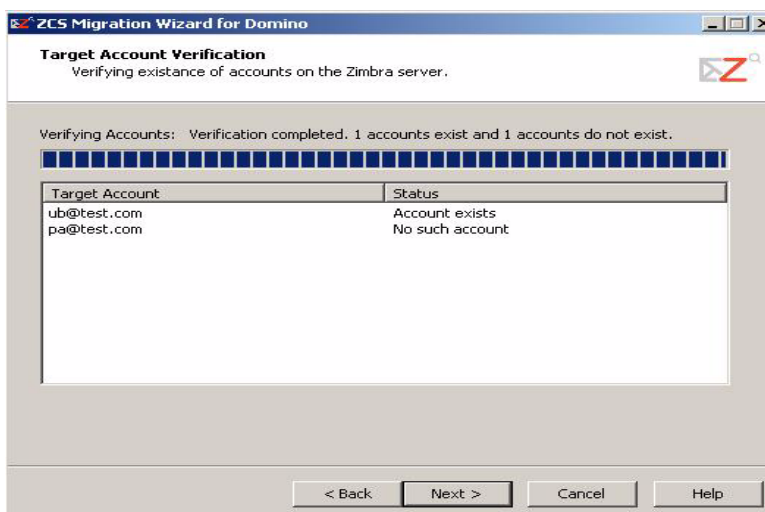 ZCS Migration Wizard for Domino
Target Account Verification
Verifying existance of accounts on the Zimbra server.
Verifying Accounts: Verification completed. 1 accounts exist and 1 accounts do not exist.
Target Account Status
ub@test.com Account exists
pa@test.com No such account
< Back Next > Cancel Help